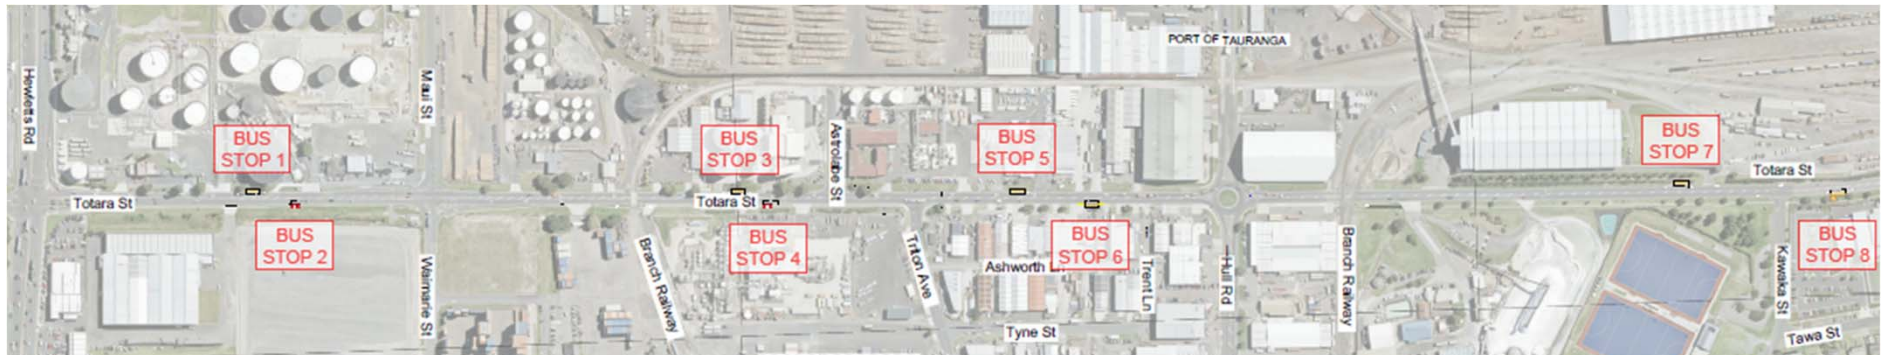 PORT OF TAURANGA
Hewletts Rd
Maui St
BUS
STOP 1
BUS
STOP 3
Astrolabe St
BUS
STOP 5
BUS
STOP 7
Totara St
Totara St
Totara St
BUS
STOP 2
Waimarie St
Branch Railway
BUS
STOP 4
Triton Ave
Ashworth Ln
BUS
STOP 6
Trent Ln
Hull Rd
Branch Railway
Kawaka St
BUS
STOP 8
Tyne St
Tawa St